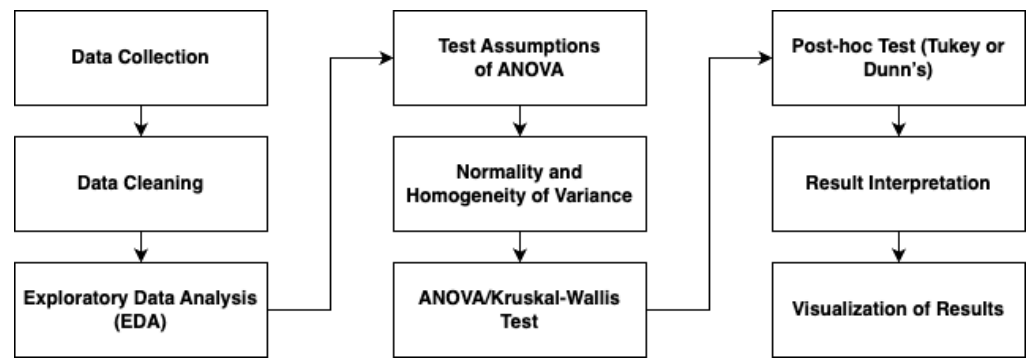 Data Collection
Data Cleaning
Exploratory Data Analysis
(EDA)
Test Assumptions
of ANOVA
Normality and
Homogeneity of Variance
ANOVA/Kruskal-Wallis
Test
Post-hoc Test (Tukey or
Dunn's)
Result Interpretation
Visualization of Results